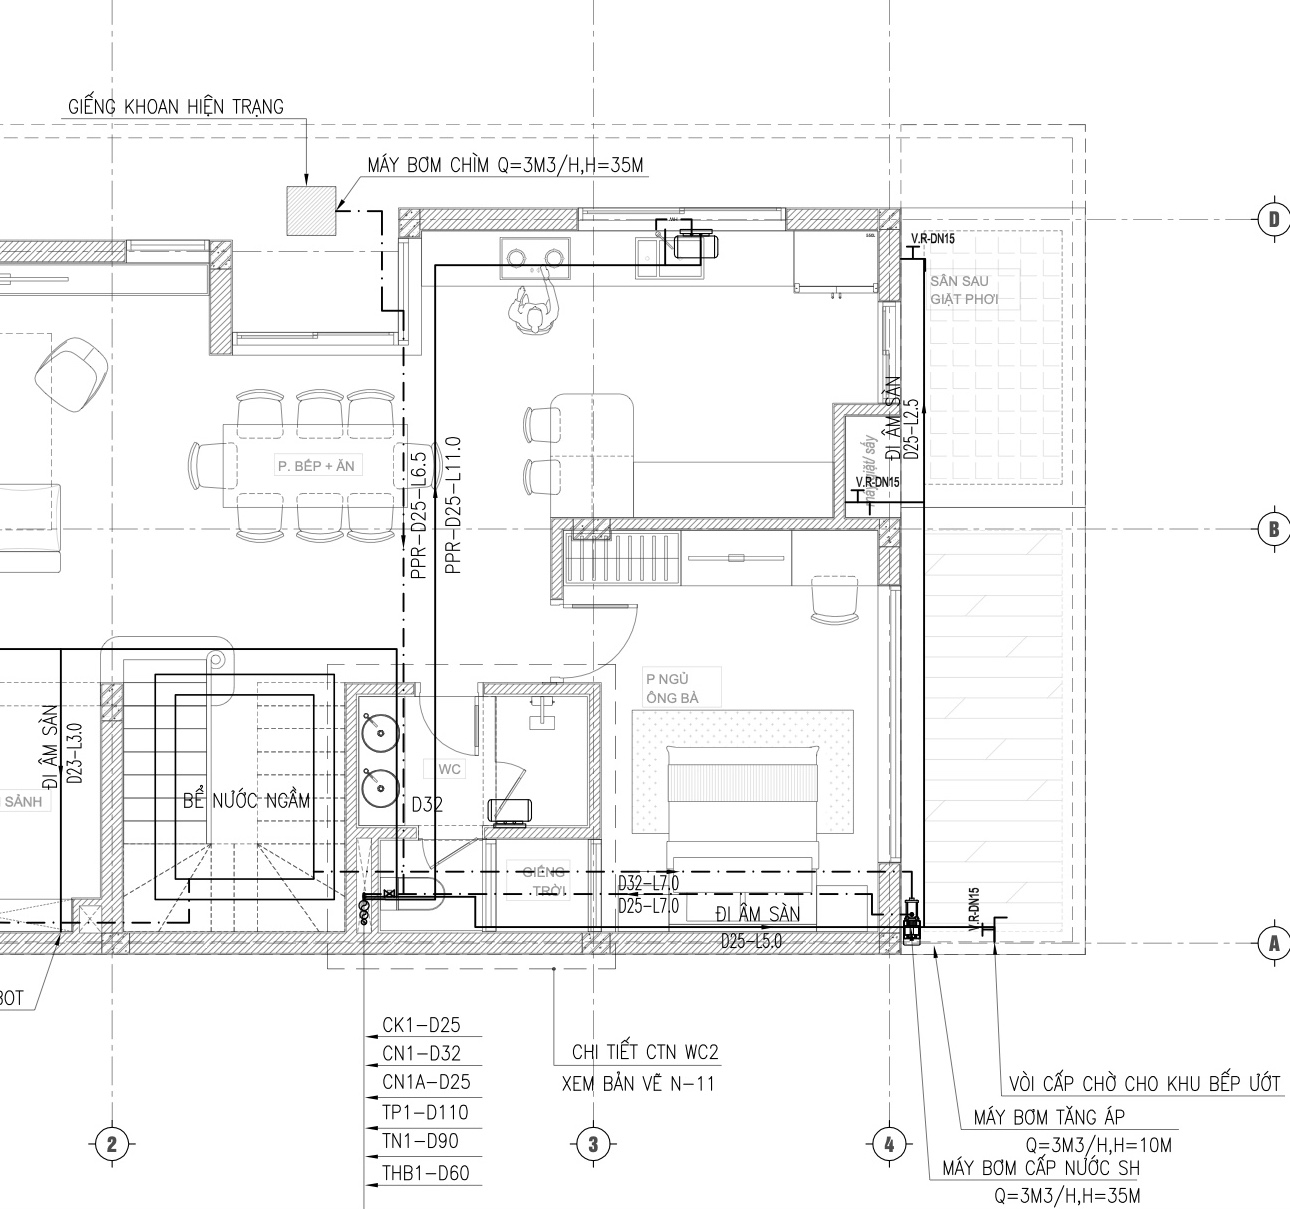 GIẾNG KHOAN HIỆN TRẠNG
MÁY BƠM CHÌM Q=3M3/H,H=35M
D
V.R-DN15
SÂN SAU
GIẶT PHƠI
ĐI ÂM SÀN
D25-L2.5
P. BẾP + ĂN
PPR-D25-L6.5
PPR-D25-L11.0
máy giặt/ sấy
V.R-DN15
B
P NGỦ
ÔNG BÀ
ĐI ÂM SÀN
D23-L3.0
SẢNH
BỂ NƯỚC NGẦM
WC
D32
GIẾNG
TRỜI
D32-L7.0
D25-L7.0
ĐI ÂM SÀN
D25-L5.0
V.R-DN15
A
BOT
CK1-D25
CN1-D32
CN1A-D25
TP1-D110
TN1-D90
THB1-D60
CHI TIẾT CTN WC2
XEM BẢN VẼ N-11
VÒI CẤP CHỜ CHO KHU BẾP ƯỚT
MÁY BƠM TĂNG ÁP
Q=3M3/H,H=10M
MÁY BƠM CẤP NƯỚC SH
Q=3M3/H,H=35M
2
3
4